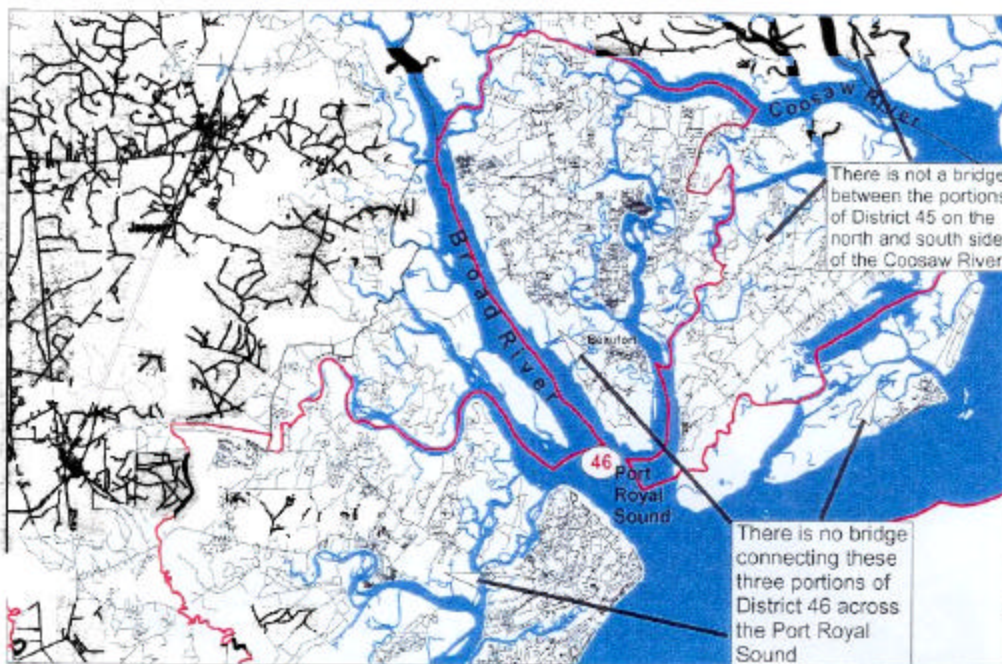 Coosaw River
There is not a bridge
between the portions
of District 45 on the
north and south side
of the Coosaw River
Jasper
Broad River
Beaufort
46
Port
Royal
Sound
There is no bridge
connecting these
three portions of
District 46 across
the Port Royal
Sound